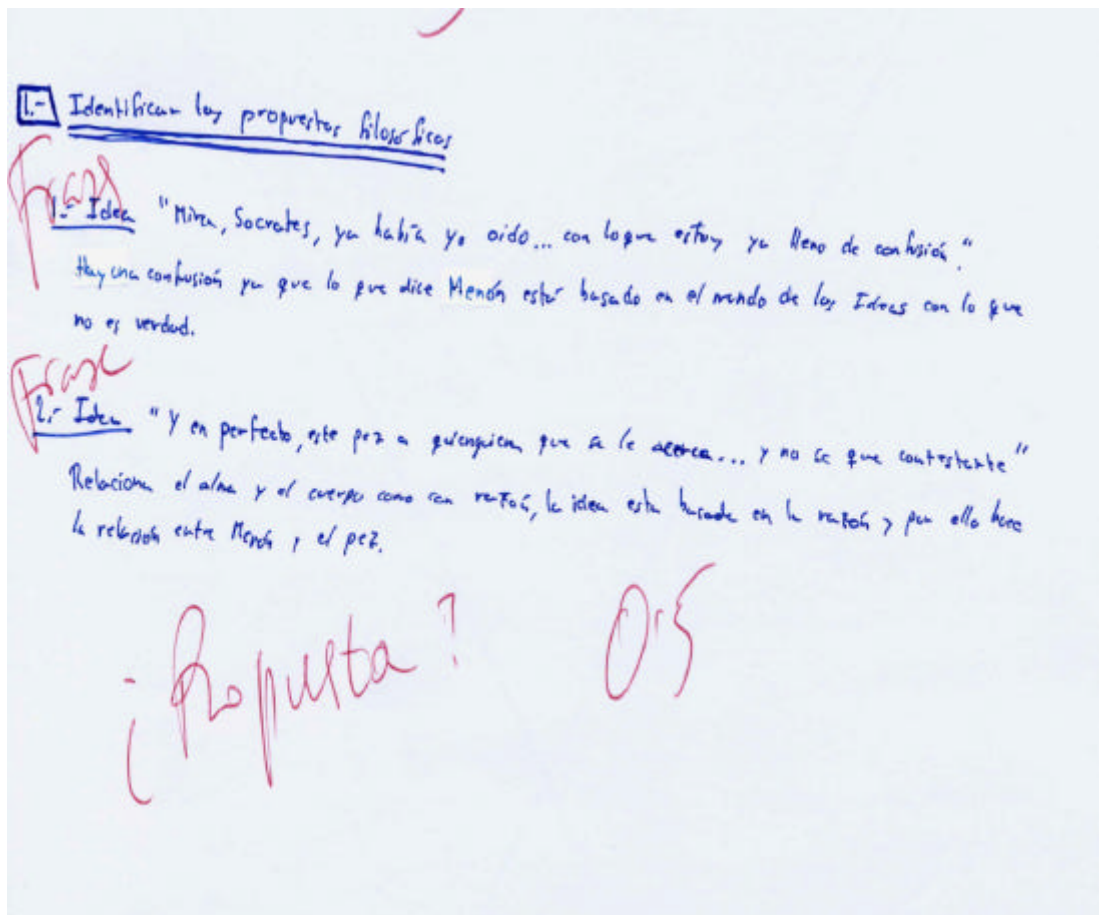 1.- Identificar las propuestas filosóficas
Frase
1.- Idea "Mira, Socrates, ya había yo oido... con lo que estoy ya lleno de confusión."
Hay una confusión ya que lo que dice Menón está basado en el mundo de las Ideas con lo que
no es verdad.
Frase
2.- Idea "Y en perfecto, este pez a quienquiera que se le acerca... y no se que contestarte"
Relaciona el alma y el cuerpo como con razón, la idea esta basada en la razón y por ello hace
la relación entre Menón y el pez.
¿Propuesta?
0'5